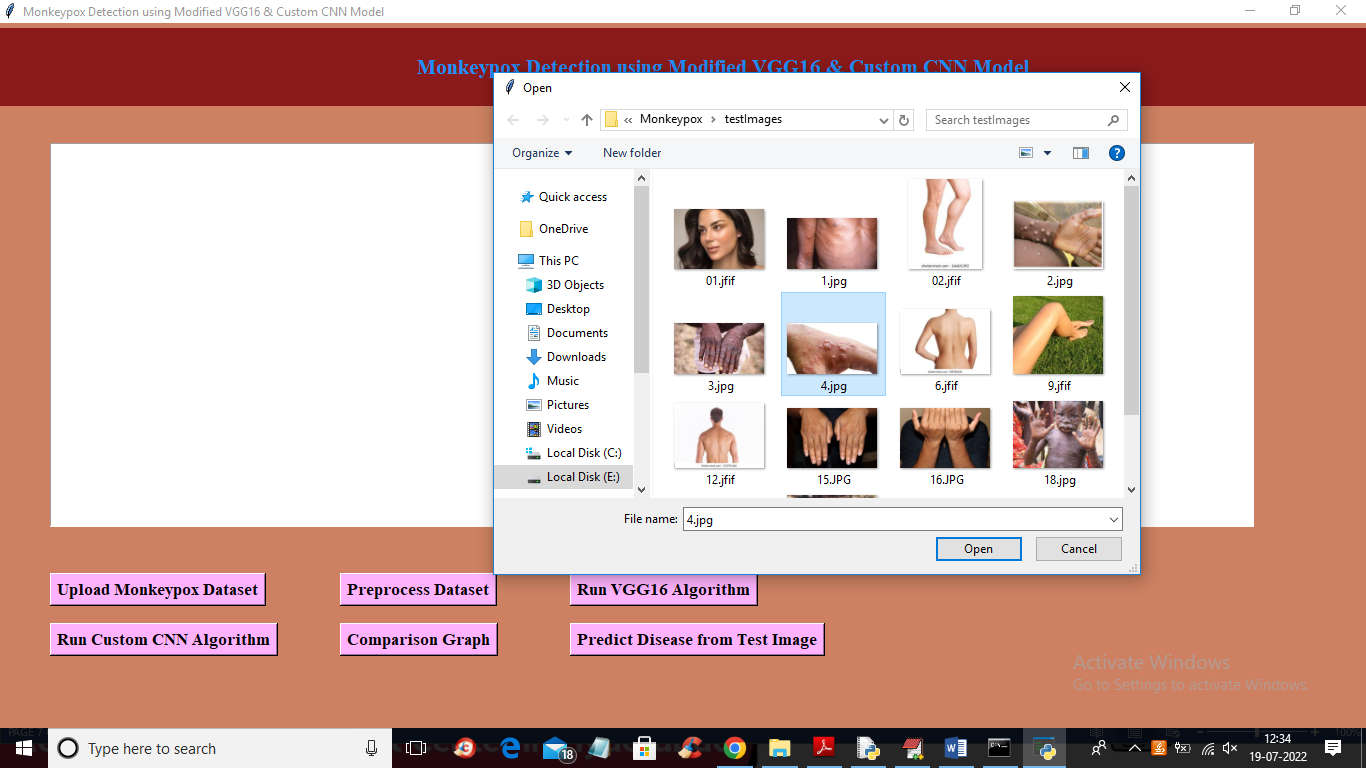 Monkeypox Detection using Modified VGG16 & Custom CNN Model
Monkeypox Detection using Modified VGG16 & Custom CNN Model
Open
« Monkeypox › testImages
Search testImages
Organize
New folder
Quick access
OneDrive
This PC
3D Objects
Desktop
Documents
Downloads
Music
Pictures
Videos
Local Disk (C:)
Local Disk (E:)
01.jfif
1.jpg
02.jfif
2.jpg
3.jpg
4.jpg
6.jfif
9.jfif
12.jfif
15.JPG
16.JPG
18.jpg
File name: 4.jpg
Open
Cancel
Upload Monkeypox Dataset
Preprocess Dataset
Run VGG16 Algorithm
Run Custom CNN Algorithm
Comparison Graph
Predict Disease from Test Image
Activate Windows
Go to Settings to activate Windows.
PAGE 7
100%
Type here to search
18
12:34
19-07-2022